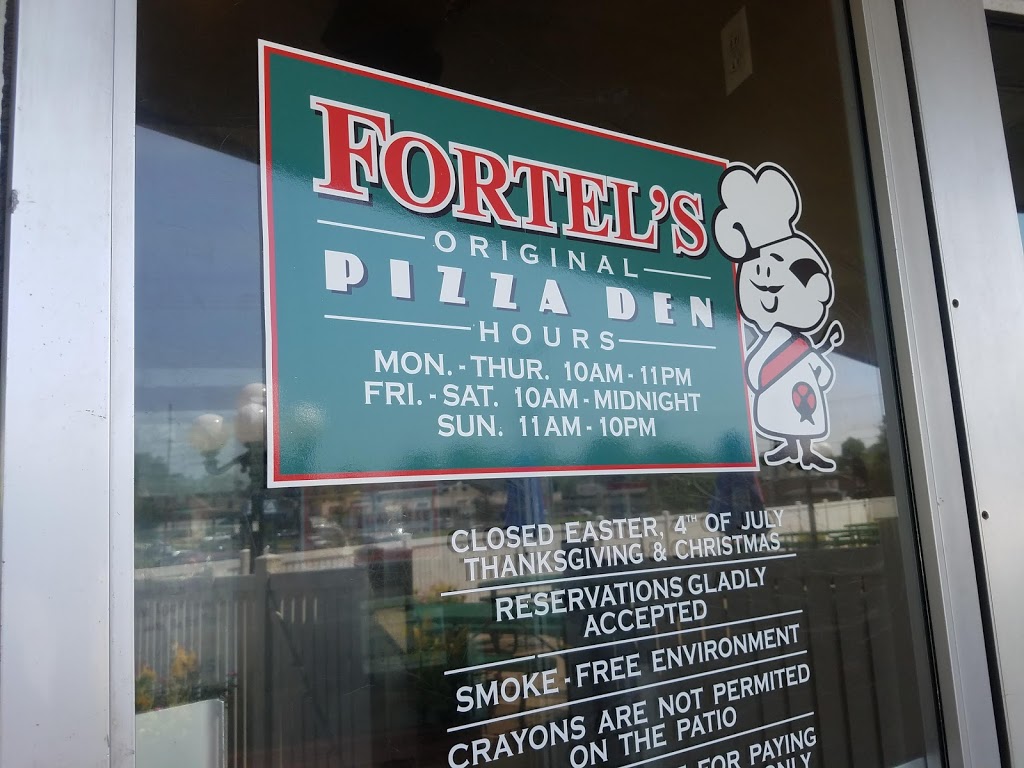 FORTEL'S
ORIGINAL
PIZZA DEN
HOURS
MON. - THUR. 10AM - 11PM
FRI. - SAT. 10AM - MIDNIGHT
SUN. 11AM - 10PM
CLOSED EASTER, 4TH OF JULY
THANKSGIVING & CHRISTMAS
RESERVATIONS GLADLY
ACCEPTED
SMOKE - FREE ENVIRONMENT
CRAYONS ARE NOT PERMITED
ON THE PATIO
FOR PAYING
ONLY